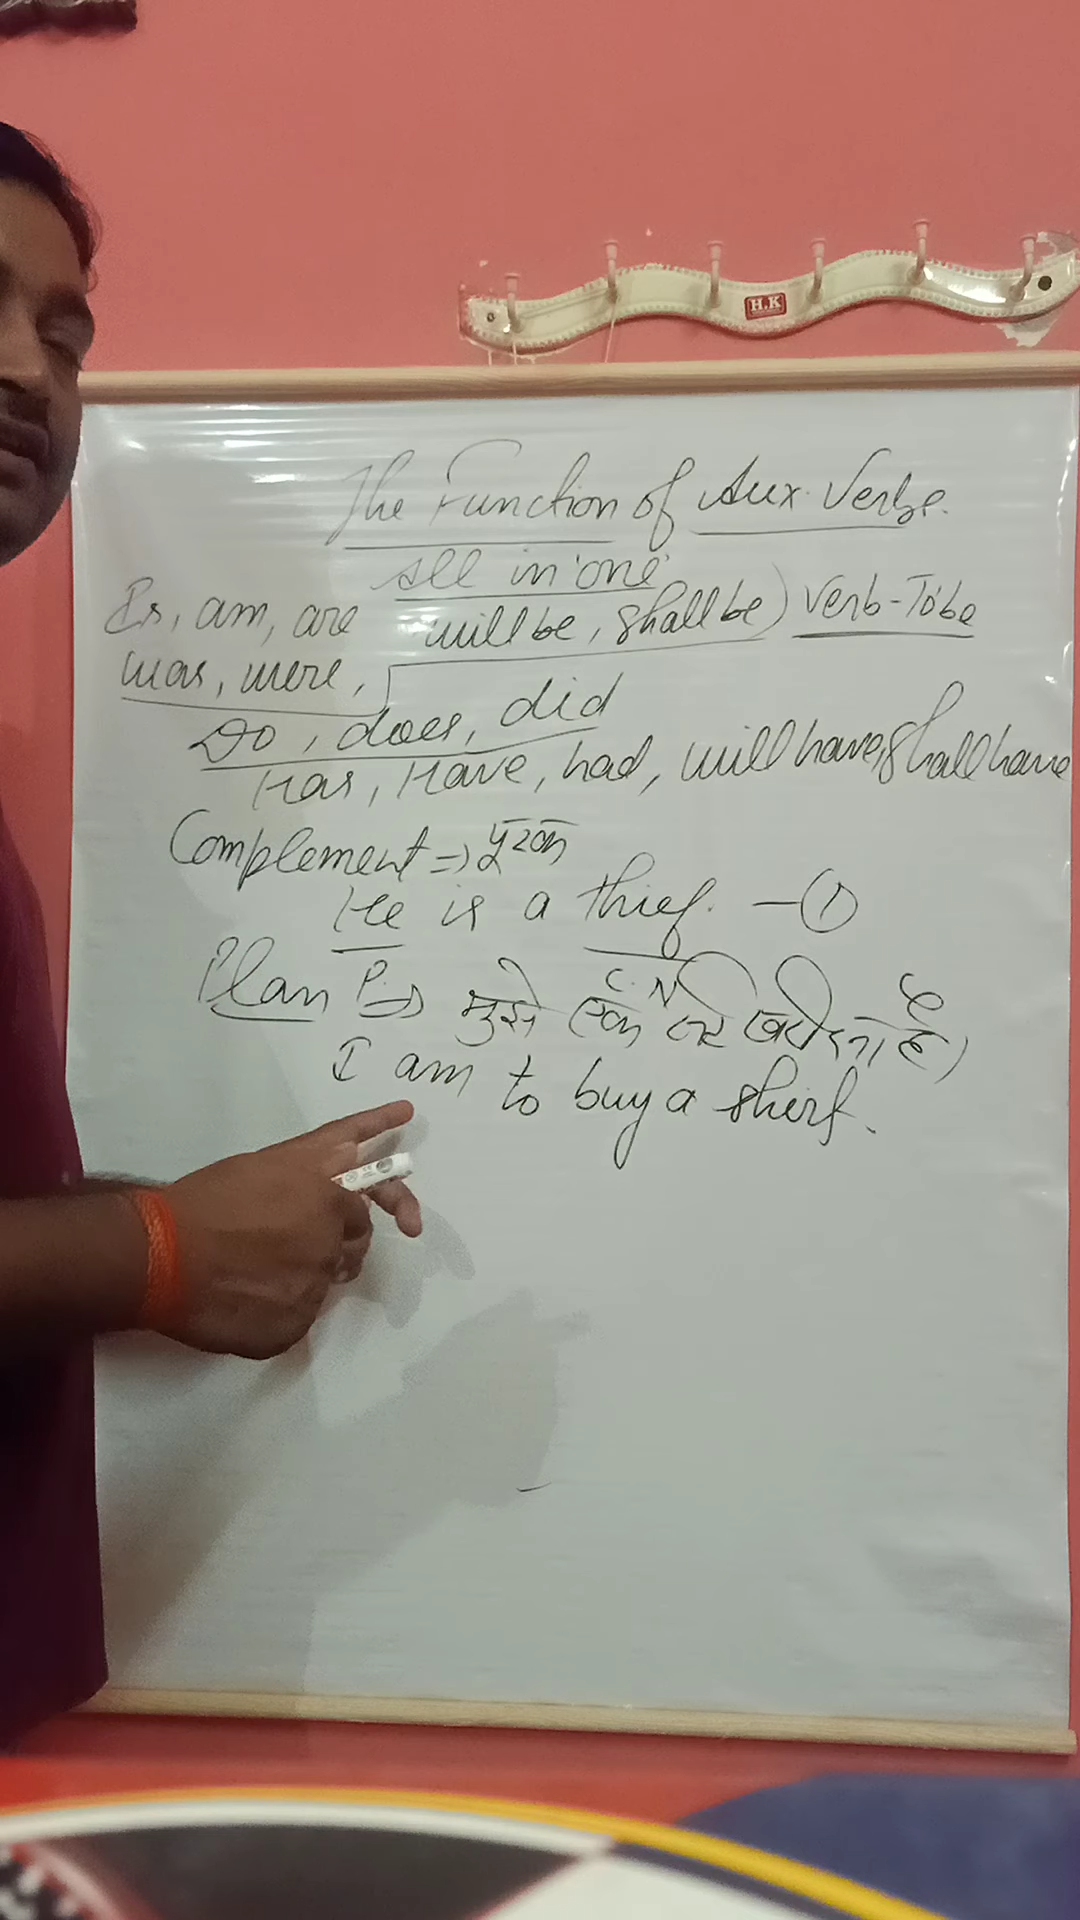 H.K
The Function of Aux. Verbs.
All in 'one'
Is, am, are will be, shall be) Verb-To be
was, were,
Do, does, did
Has, Have, had, will have, shall have
Complement => पूरक
He is a thief. -①
P. C.N
Plan => मुझे एक शर्ट खरीदना है।
I am to buy a shirt.